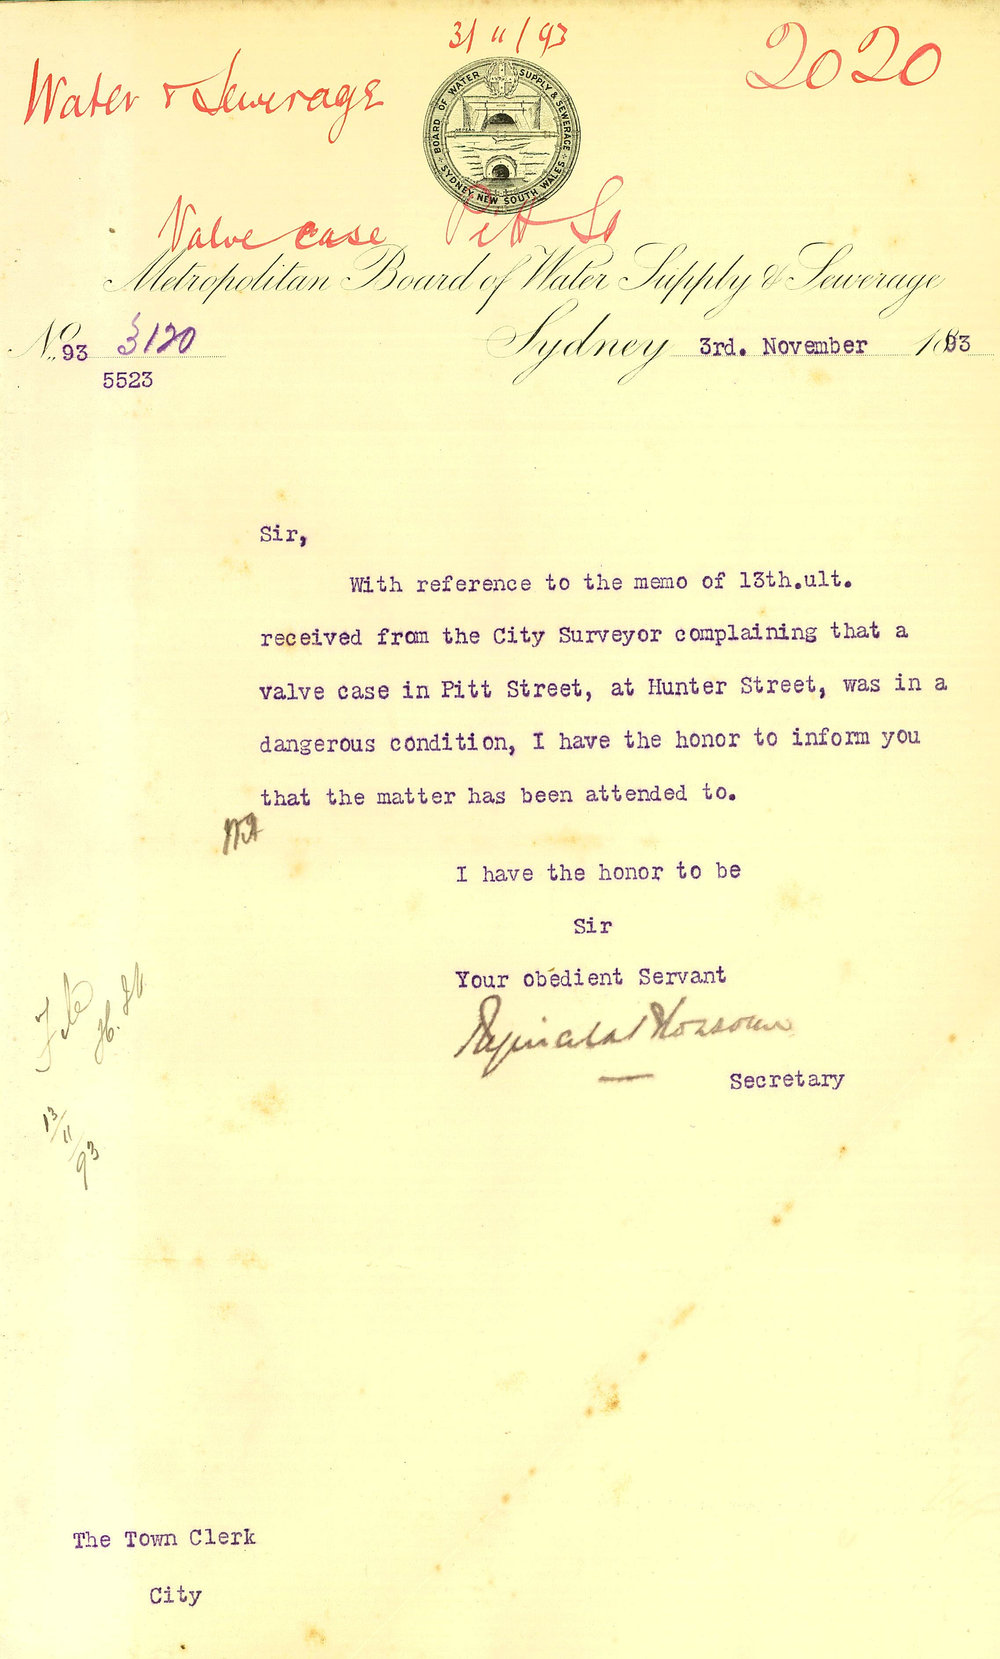 3/11/93
2020
Water & Sewerage
BOARD OF WATER SUPPLY & SEWERAGE
SYDNEY, NEW SOUTH WALES
Valve case Pitt St
Metropolitan Board of Water Supply & Sewerage
No. 93 3120
5523
Sydney 3rd. November 1893
Sir,
With reference to the memo of 13th.ult.
received from the City Surveyor complaining that a
valve case in Pitt Street, at Hunter Street, was in a
dangerous condition, I have the honor to inform you
that the matter has been attended to.
I have the honor to be
Sir
Your obedient Servant
Secretary
File
13/11/93
The Town Clerk
City